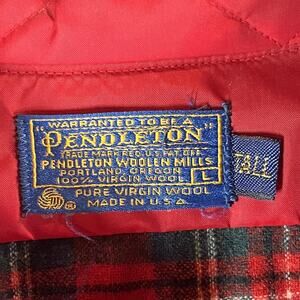 "WARRANTED TO BE A
"PENDLETON"
TRADE MARK REG. U.S. PAT. OFF.
PENDLETON WOOLEN MILLS
PORTLAND, OREGON
100% VIRGIN WOOL L
PURE VIRGIN WOOL
MADE IN U.S.A.
TALL